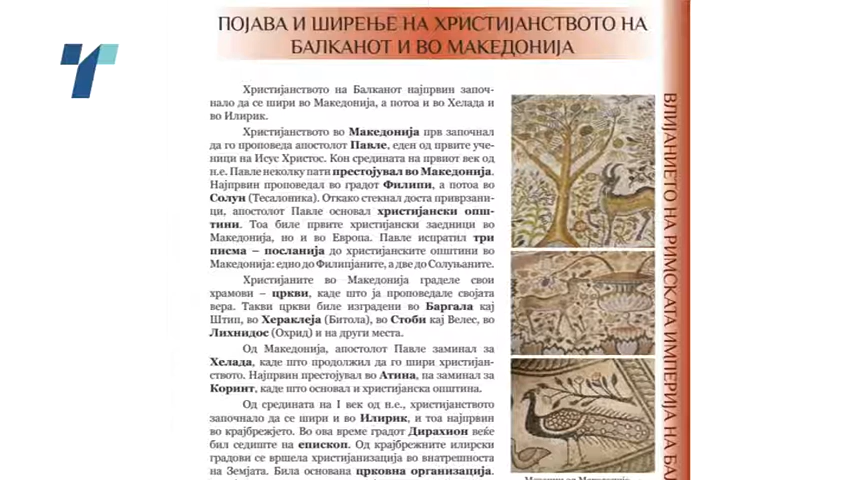 ПОЈАВА И ШИРЕЊЕ НА ХРИСТИЈАНСТВОТО НА
БАЛКАНОТ И ВО МАКЕДОНИЈА
Христијанството на Балканот најпрвин започ-
нало да се шири во Македонија, а потоа и во Хелада и
во Илирик.
Христијанството во Македонија прв започнал
да го проповеда апостолот Павле, еден од првите уче-
ници на Исус Христос. Кон средината на првиот век од
н.е. Павле неколку пати престојувал во Македонија.
Најпрвин проповедал во градот Филипи, а потоа во
Солун (Тесалоника). Откако стекнал доста приврзани-
ци, апостолот Павле основал христијански опш-
тини. Тоа биле првите христијански заедници во
Македонија, но и во Европа. Павле испратил три
писма – посланија до христијанските општини во
Македонија: едно до Филипјаните, а две до Солуњаните.
Христијаните во Македонија граделе свои
храмови – цркви, каде што ја проповедале својата
вера. Такви цркви биле изградени во Баргала кај
Штип, во Хераклеја (Битола), во Стоби кај Велес, во
Лихнидос (Охрид) и на други места.
Од Македонија, апостолот Павле заминал за
Хелада, каде што продолжил да го шири христијан-
ството. Најпрвин престојувал во Атина, па заминал за
Коринт, каде што основал и христијанска општина.
Од средината на I век од н.е., христијанството
започнало да се шири и во Илирик, и тоа најпрвин
во крајбрежјето. Во ова време градот Дирахион веќе
бил седиште на епископ. Од крајбрежните илирски
градови се вршела христијанизација во внатрешноста
на Земјата. Била основана црковна организација.
ВЛИЈАНИЕТО НА РИМСКАТА ИМПЕРИЈА НА БАЛ